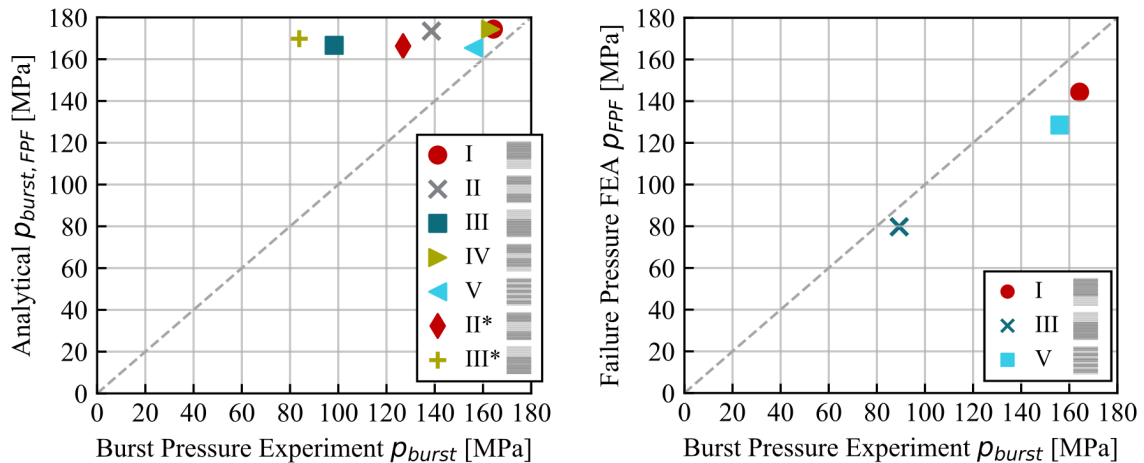 Analytical p_burst, FPF [MPa]
180
160
140
120
100
80
60
40
20
0
0 20 40 60 80 100 120 140 160 180
Burst Pressure Experiment p_burst [MPa]
I
II
III
IV
V
II*
III*
Failure Pressure FEA p_FPF [MPa]
180
160
140
120
100
80
60
40
20
0
0 20 40 60 80 100 120 140 160 180
Burst Pressure Experiment p_burst [MPa]
I
III
V